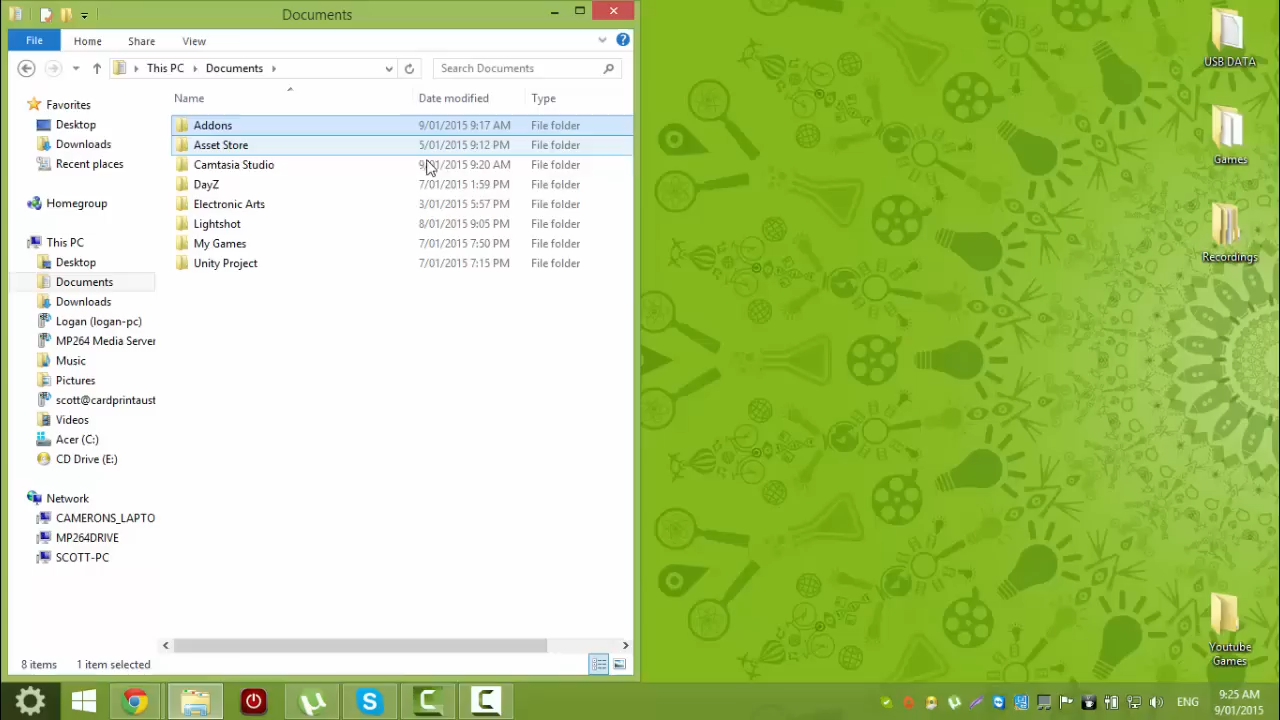 Documents
File Home Share View
This PC Documents Search Documents
Name Date modified Type
Addons 9/01/2015 9:17 AM File folder
Asset Store 5/01/2015 9:12 PM File folder
Camtasia Studio 9:20 AM File folder
DayZ 7/01/2015 1:59 PM File folder
Electronic Arts 3/01/2015 5:57 PM File folder
Lightshot 8/01/2015 9:05 PM File folder
My Games 7/01/2015 7:50 PM File folder
Unity Project 7/01/2015 7:15 PM File folder
Favorites
Desktop
Downloads
Recent places
Homegroup
This PC
Desktop
Documents
Downloads
Logan (logan-pc)
MP264 Media Server
Music
Pictures
scott@cardprintaust
Videos
Acer (C:)
CD Drive (E:)
Network
CAMERONS_LAPTO
MP264DRIVE
SCOTT-PC
8 items 1 item selected
USB DATA
Games
Recordings
Youtube
Games
ENG
9:25 AM
9/01/2015